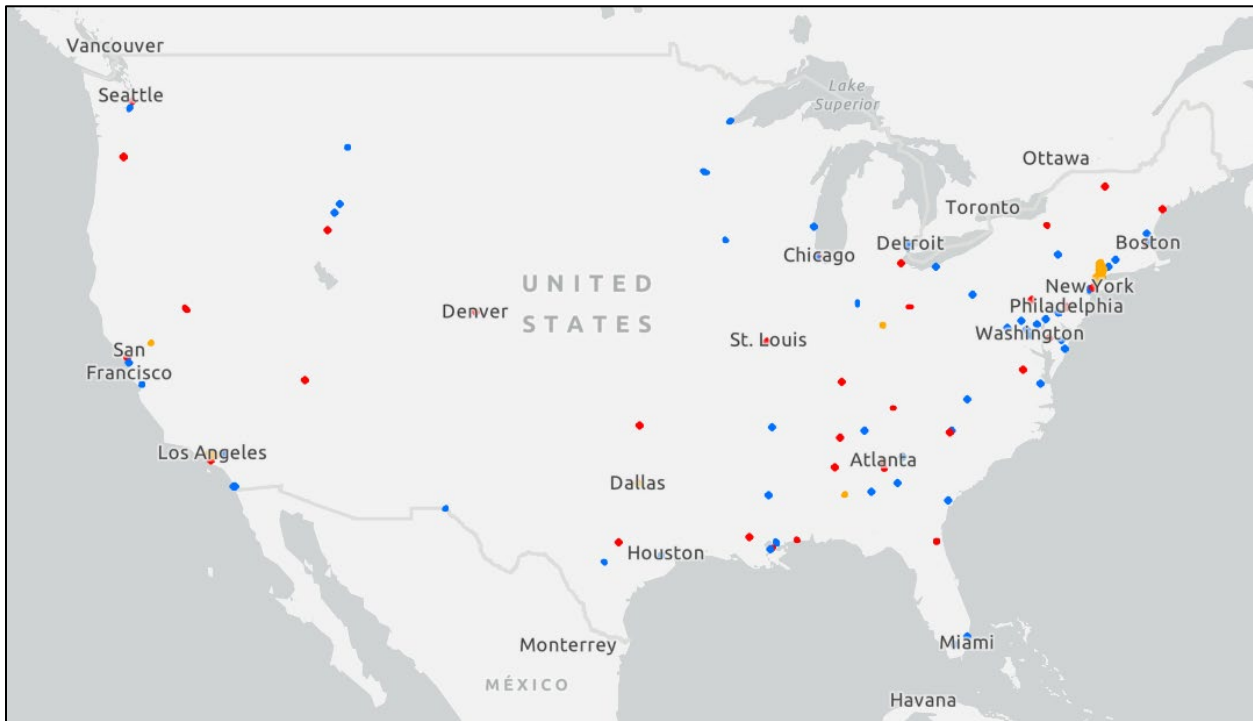 Vancouver
Seattle
Lake
Superior
Ottawa
Toronto
Boston
Detroit
Chicago
New York
UNITED
STATES
Denver
Philadelphia
Washington
St. Louis
San
Francisco
Los Angeles
Atlanta
Dallas
Houston
Monterrey
Miami
MÉXICO
Havana